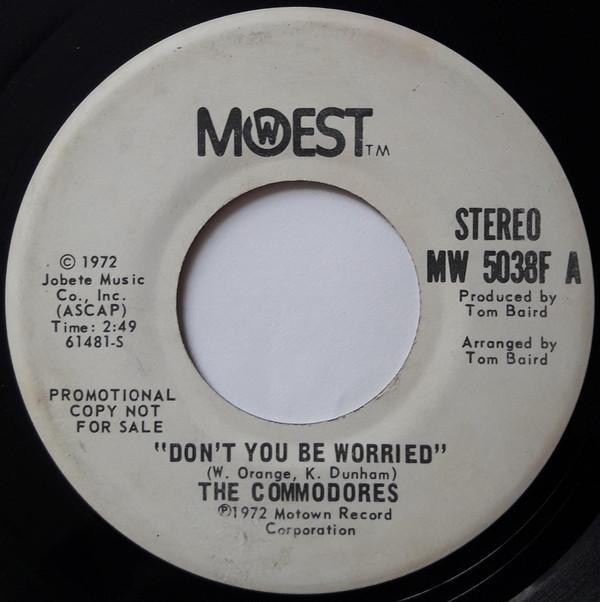 MOWEST TM
STEREO
MW 5038F A
Produced by
Tom Baird
Arranged by
Tom Baird
© 1972
Jobete Music
Co., Inc.
(ASCAP)
Time: 2:49
61481-S
PROMOTIONAL
COPY NOT
FOR SALE
"DON'T YOU BE WORRIED"
(W. Orange, K. Dunham)
THE COMMODORES
℗1972 Motown Record
Corporation